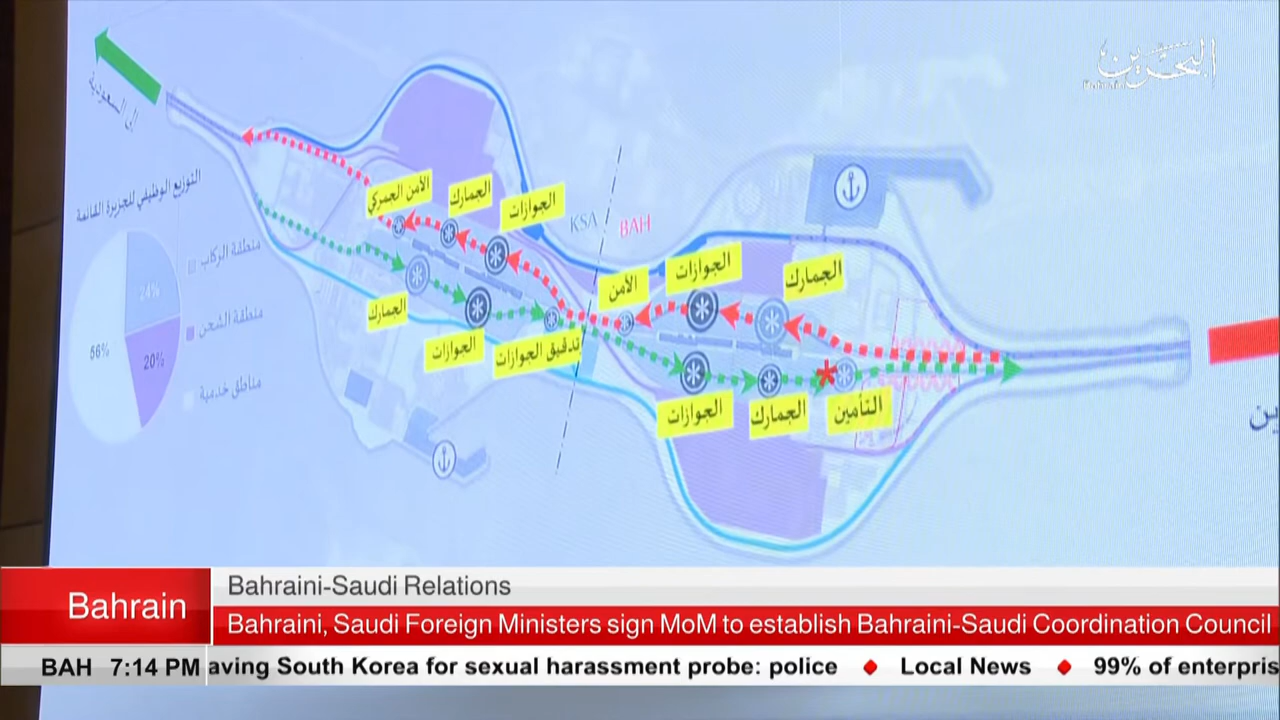 البحرين
Bahrain
إلى السعودية
التوزيع الوظيفي للجزيرة القائمة
منطقة الركاب
24%
منطقة الشحن
56%
20%
مناطق خدمية
الأمن الجمركي
الجمارك
الجوازات
KSA
BAH
الأمن
الجوازات
الجمارك
الجمارك
الجوازات
تدقيق الجوازات
الجوازات
الجمارك
التأمين
ين
Bahrain
Bahraini-Saudi Relations
Bahraini, Saudi Foreign Ministers sign MoM to establish Bahraini-Saudi Coordination Council
BAH 7:14 PM aving South Korea for sexual harassment probe: police ♦ Local News ♦ 99% of enterpris